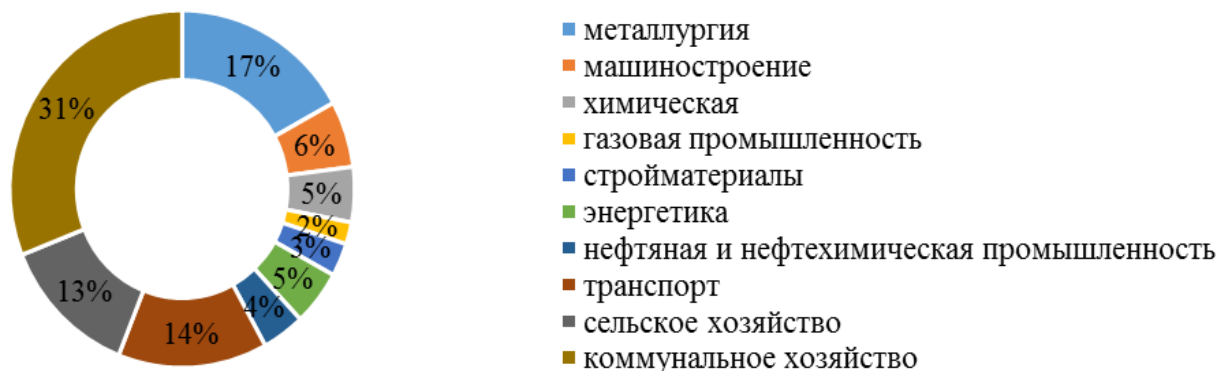 17%
6%
5%
2%
3%
5%
4%
14%
13%
31%
металлургия
машиностроение
химическая
газовая промышленность
стройматериалы
энергетика
нефтяная и нефтехимическая промышленность
транспорт
сельское хозяйство
коммунальное хозяйство